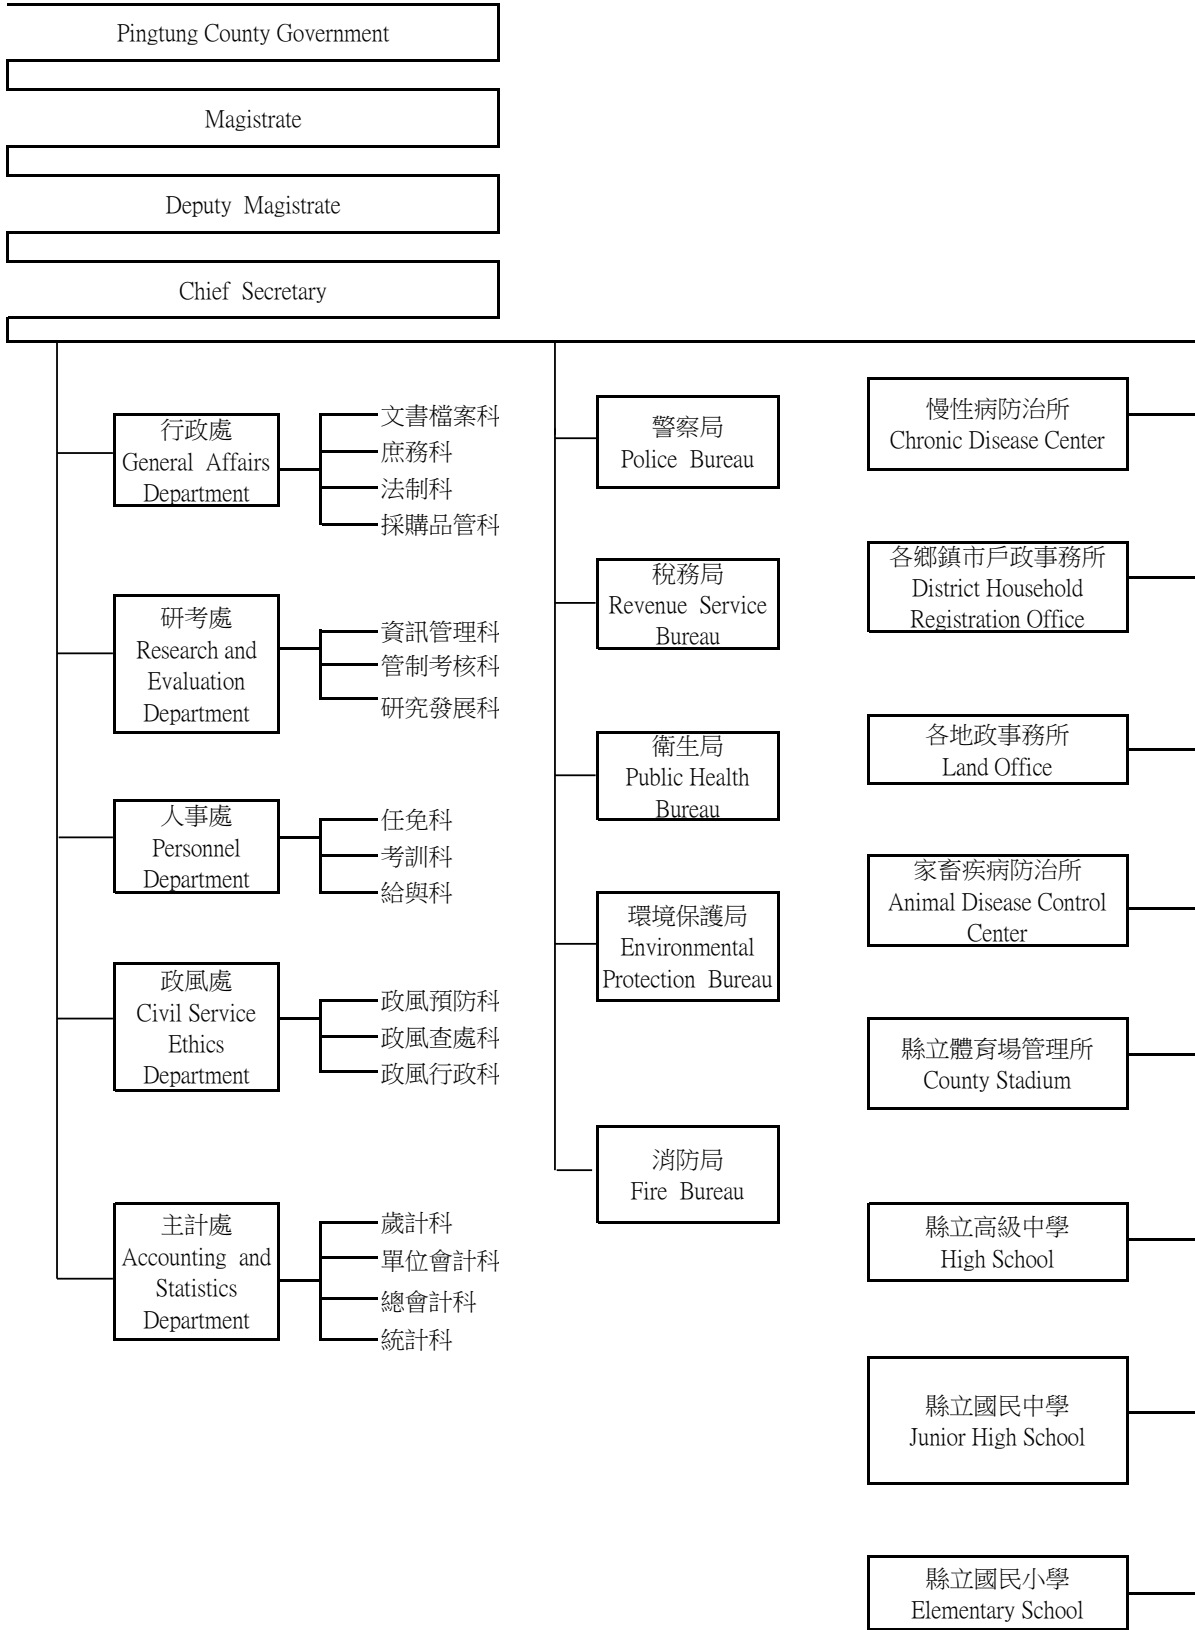 Pingtung County Government
Magistrate
Deputy Magistrate
Chief Secretary
行政處
General Affairs
Department
文書檔案科
庶務科
法制科
採購品管科
研考處
Research and
Evaluation
Department
資訊管理科
管制考核科
研究發展科
人事處
Personnel
Department
任免科
考訓科
給與科
政風處
Civil Service
Ethics
Department
政風預防科
政風查處科
政風行政科
主計處
Accounting and
Statistics
Department
歲計科
單位會計科
總會計科
統計科
警察局
Police Bureau
稅務局
Revenue Service
Bureau
衛生局
Public Health
Bureau
環境保護局
Environmental
Protection Bureau
消防局
Fire Bureau
慢性病防治所
Chronic Disease Center
各鄉鎮市戶政事務所
District Household
Registration Office
各地政事務所
Land Office
家畜疾病防治所
Animal Disease Control
Center
縣立體育場管理所
County Stadium
縣立高級中學
High School
縣立國民中學
Junior High School
縣立國民小學
Elementary School